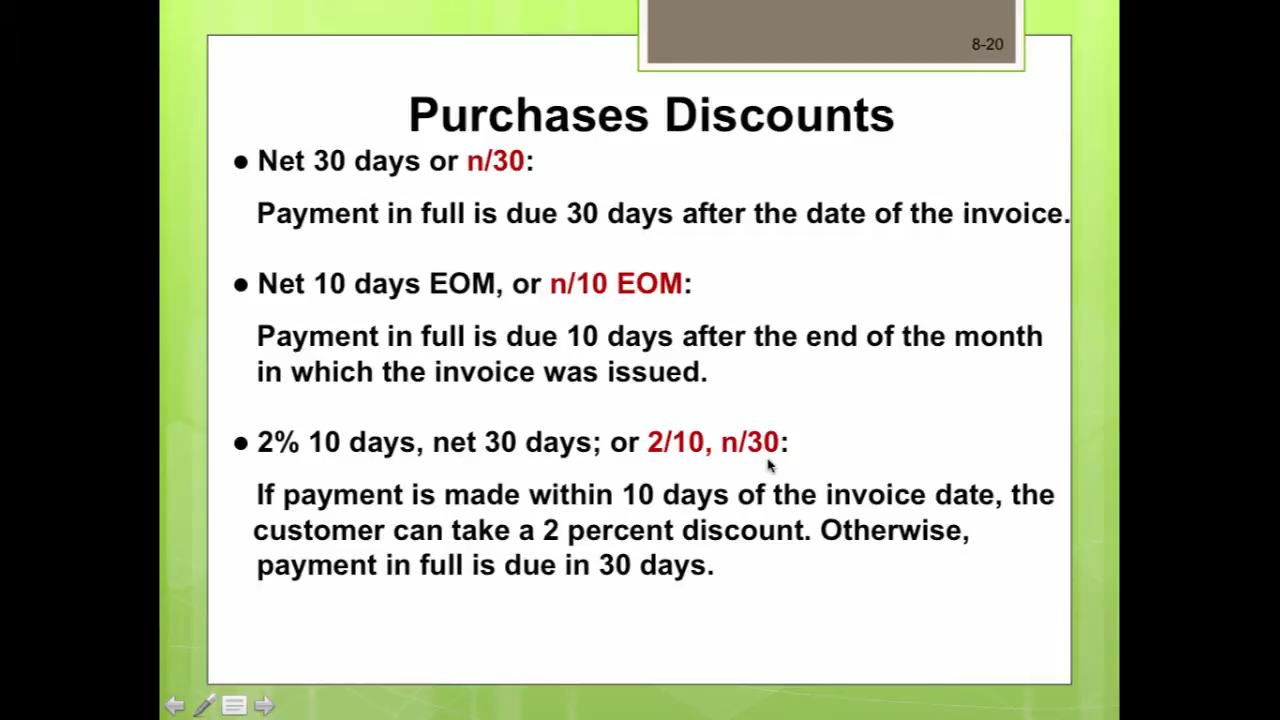 8-20
Purchases Discounts
● Net 30 days or n/30:
Payment in full is due 30 days after the date of the invoice.
● Net 10 days EOM, or n/10 EOM:
Payment in full is due 10 days after the end of the month
in which the invoice was issued.
● 2% 10 days, net 30 days; or 2/10, n/30:
If payment is made within 10 days of the invoice date, the
customer can take a 2 percent discount. Otherwise,
payment in full is due in 30 days.